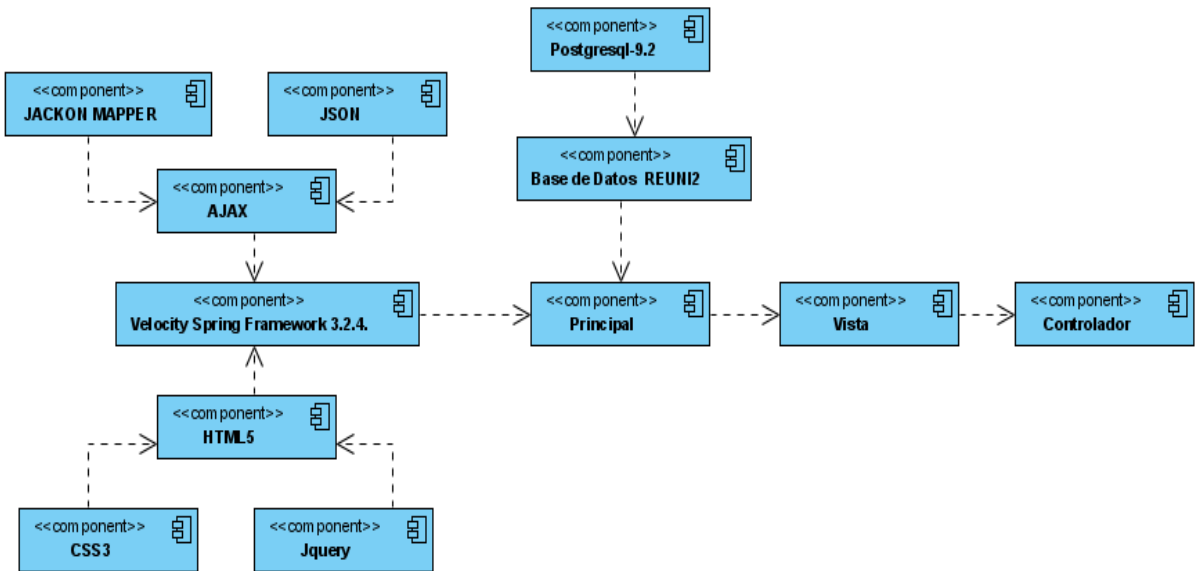 <<component>>
Postgresql-9.2
<<component>>
JACKON MAPPER
<<component>>
JSON
<<component>>
Base de Datos REUNI2
<<component>>
AJAX
<<component>>
Velocity Spring Framework 3.2.4.
<<component>>
Principal
<<component>>
Vista
<<component>>
Controlador
<<component>>
HTML5
<<component>>
CSS3
<<component>>
Jquery